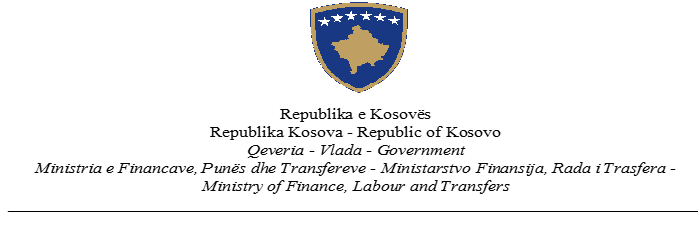 Republika e Kosovës
Republika Kosova - Republic of Kosovo
Qeveria - Vlada - Government
Ministria e Financave, Punës dhe Transfereve - Ministarstvo Finansija, Rada i Trasfera -
Ministry of Finance, Labour and Transfers